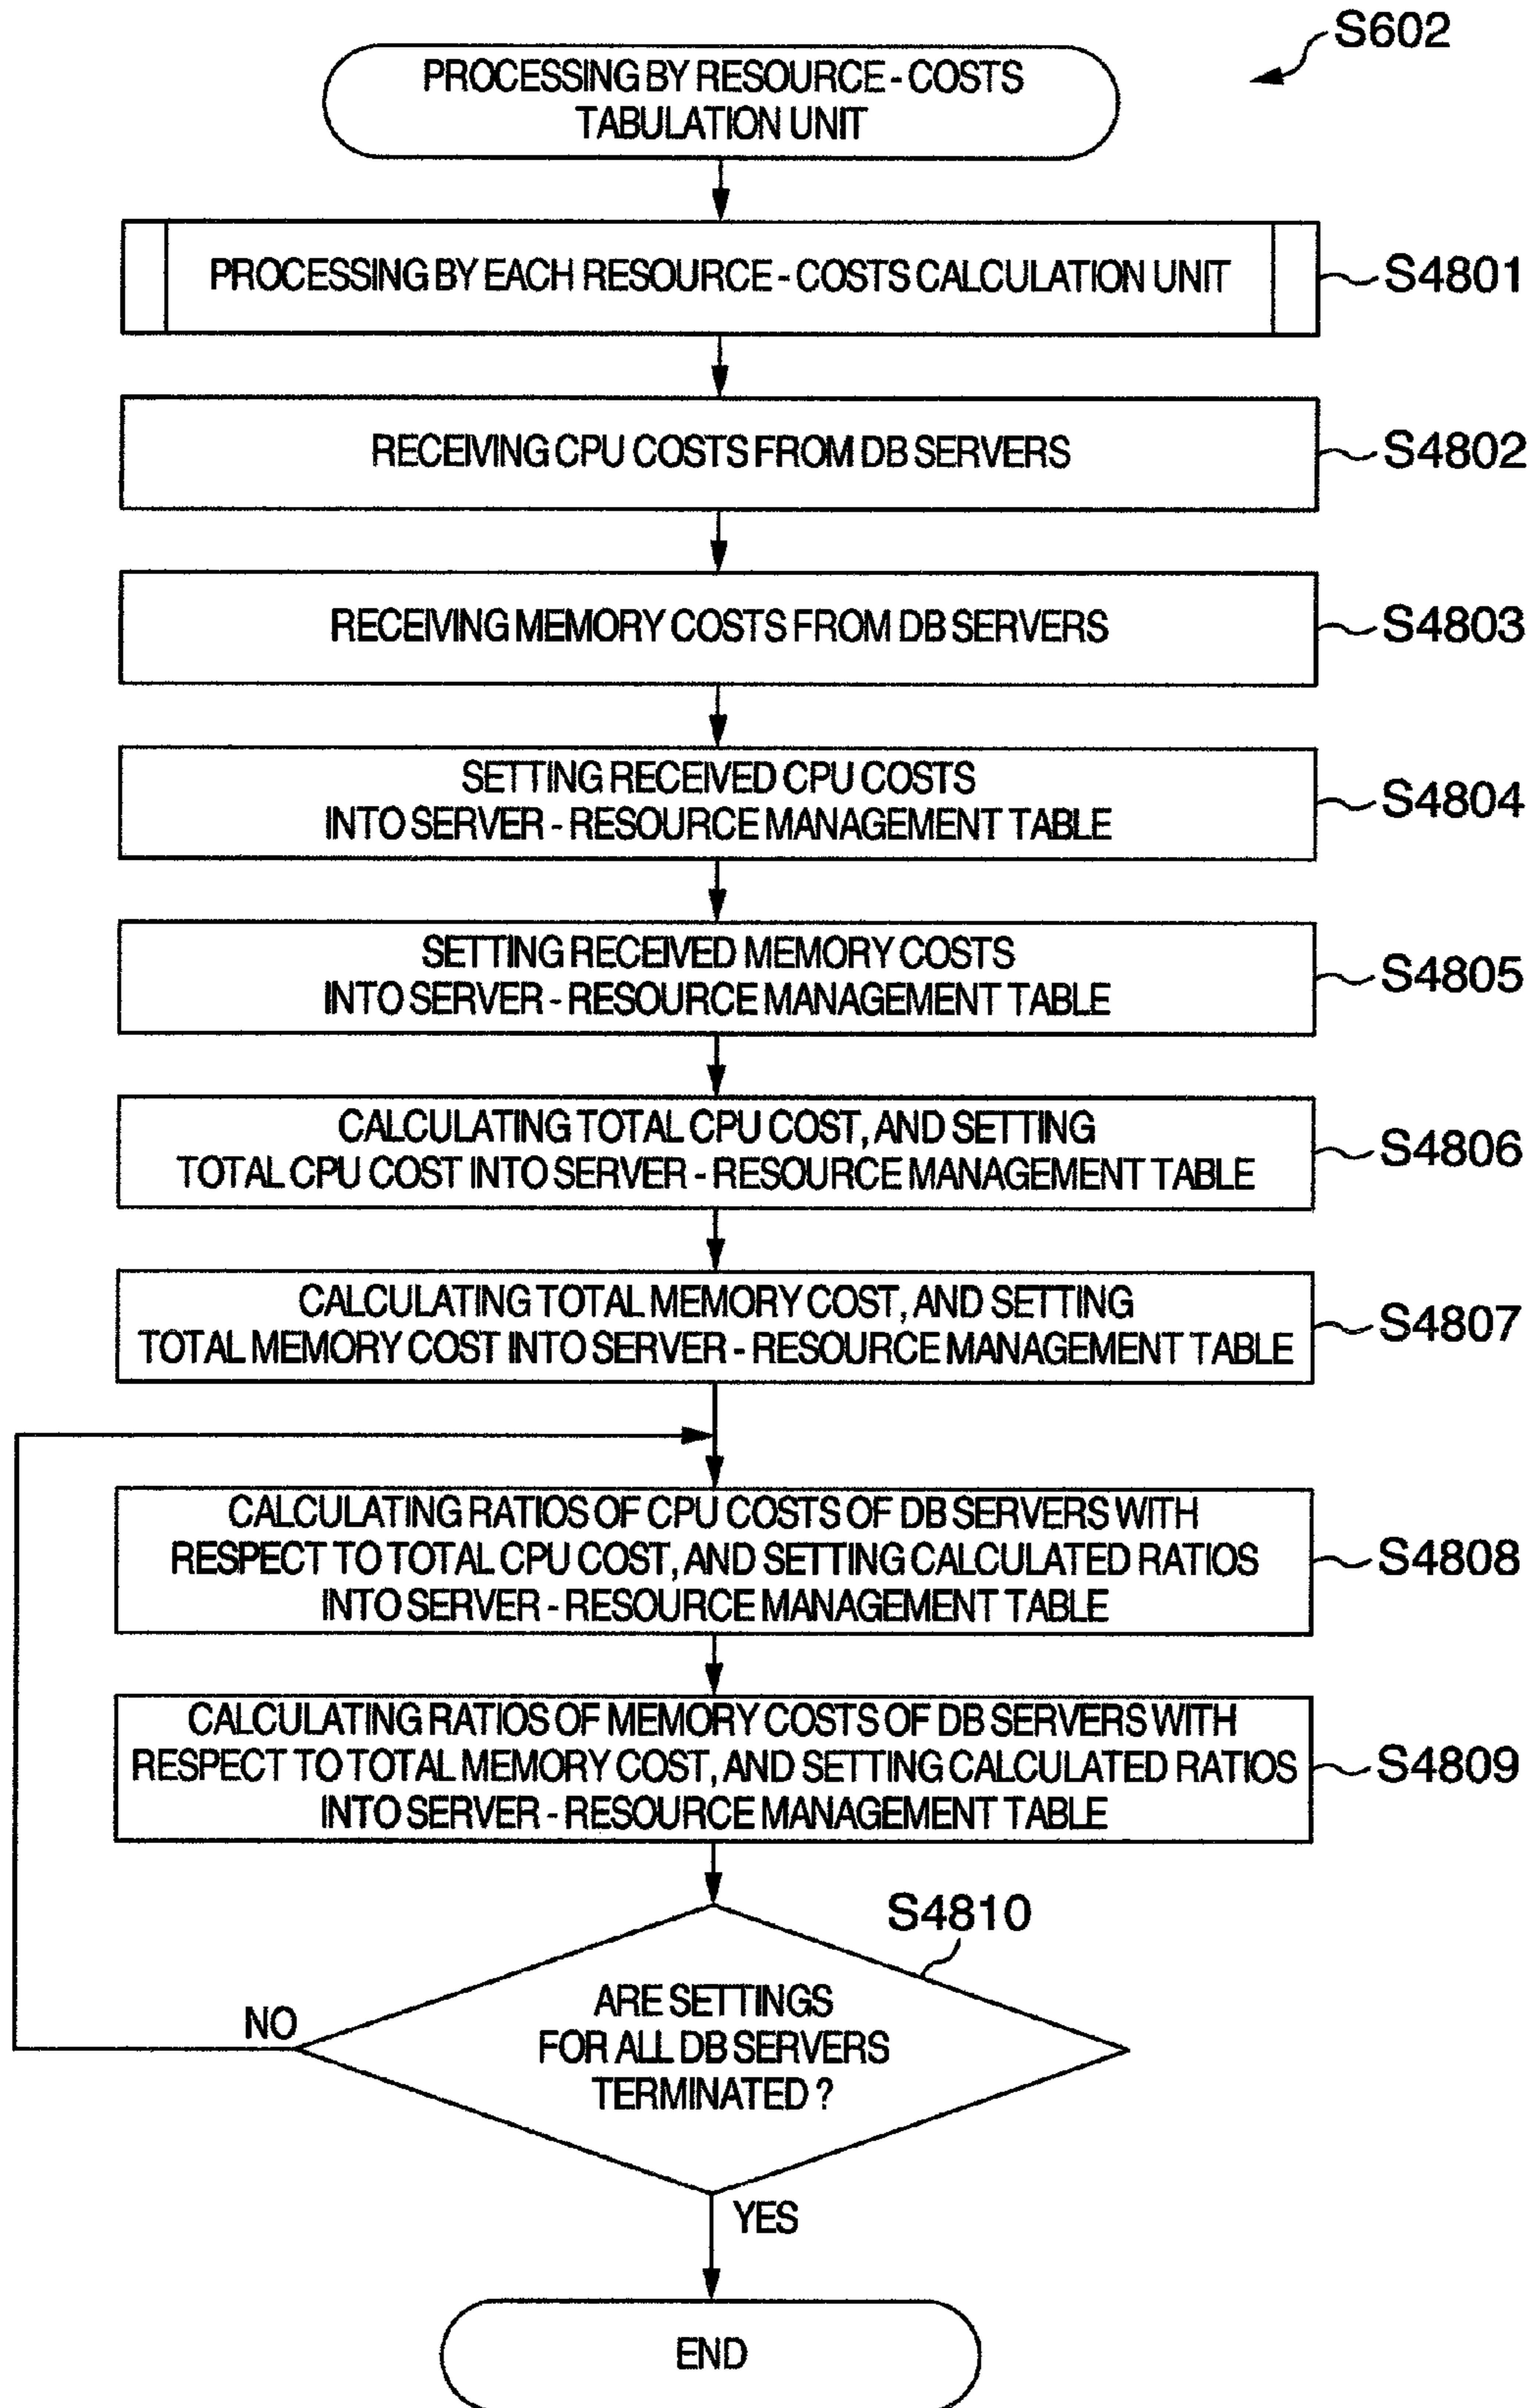 S602
PROCESSING BY RESOURCE - COSTS
TABULATION UNIT
PROCESSING BY EACH RESOURCE - COSTS CALCULATION UNIT
S4801
RECEIVING CPU COSTS FROM DB SERVERS
S4802
RECEIVING MEMORY COSTS FROM DB SERVERS
S4803
SETTING RECEIVED CPU COSTS
INTO SERVER - RESOURCE MANAGEMENT TABLE
S4804
SETTING RECEIVED MEMORY COSTS
INTO SERVER - RESOURCE MANAGEMENT TABLE
S4805
CALCULATING TOTAL CPU COST, AND SETTING
TOTAL CPU COST INTO SERVER - RESOURCE MANAGEMENT TABLE
S4806
CALCULATING TOTAL MEMORY COST, AND SETTING
TOTAL MEMORY COST INTO SERVER - RESOURCE MANAGEMENT TABLE
S4807
CALCULATING RATIOS OF CPU COSTS OF DB SERVERS WITH
RESPECT TO TOTAL CPU COST, AND SETTING CALCULATED RATIOS
INTO SERVER - RESOURCE MANAGEMENT TABLE
S4808
CALCULATING RATIOS OF MEMORY COSTS OF DB SERVERS WITH
RESPECT TO TOTAL MEMORY COST, AND SETTING CALCULATED RATIOS
INTO SERVER - RESOURCE MANAGEMENT TABLE
S4809
S4810
ARE SETTINGS
FOR ALL DB SERVERS
TERMINATED ?
NO
YES
END